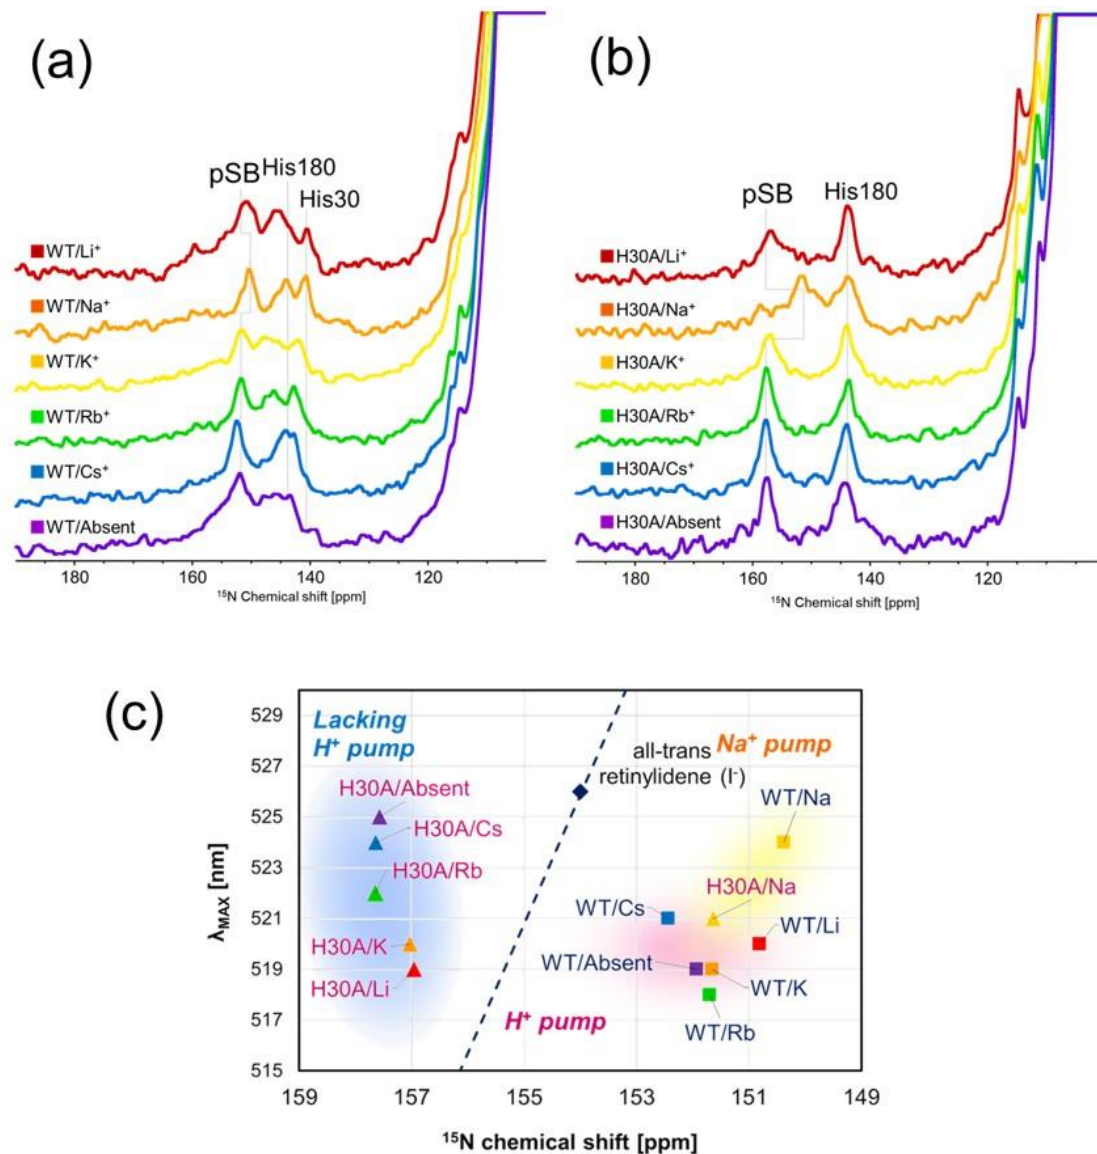 (a)
pSB
His180
His30
■WT/Li⁺
■WT/Na⁺
■WT/K⁺
■WT/Rb⁺
■WT/Cs⁺
■WT/Absent
180
160
140
120
¹⁵N Chemical shift [ppm]
(b)
pSB
His180
■H30A/Li⁺
■H30A/Na⁺
■H30A/K⁺
■H30A/Rb⁺
■H30A/Cs⁺
■H30A/Absent
180
160
140
120
¹⁵N Chemical shift [ppm]
(c)
λMAX [nm]
529
527
525
523
521
519
517
515
Lacking
H⁺ pump
H30A/Absent
H30A/Cs
H30A/Rb
H30A/K
H30A/Li
all-trans
retinylidene (I⁻)
Na⁺ pump
WT/Na
H30A/Na
WT/Cs
WT/Li
WT/Absent
WT/K
WT/Rb
H⁺ pump
159
157
155
153
151
149
¹⁵N chemical shift [ppm]